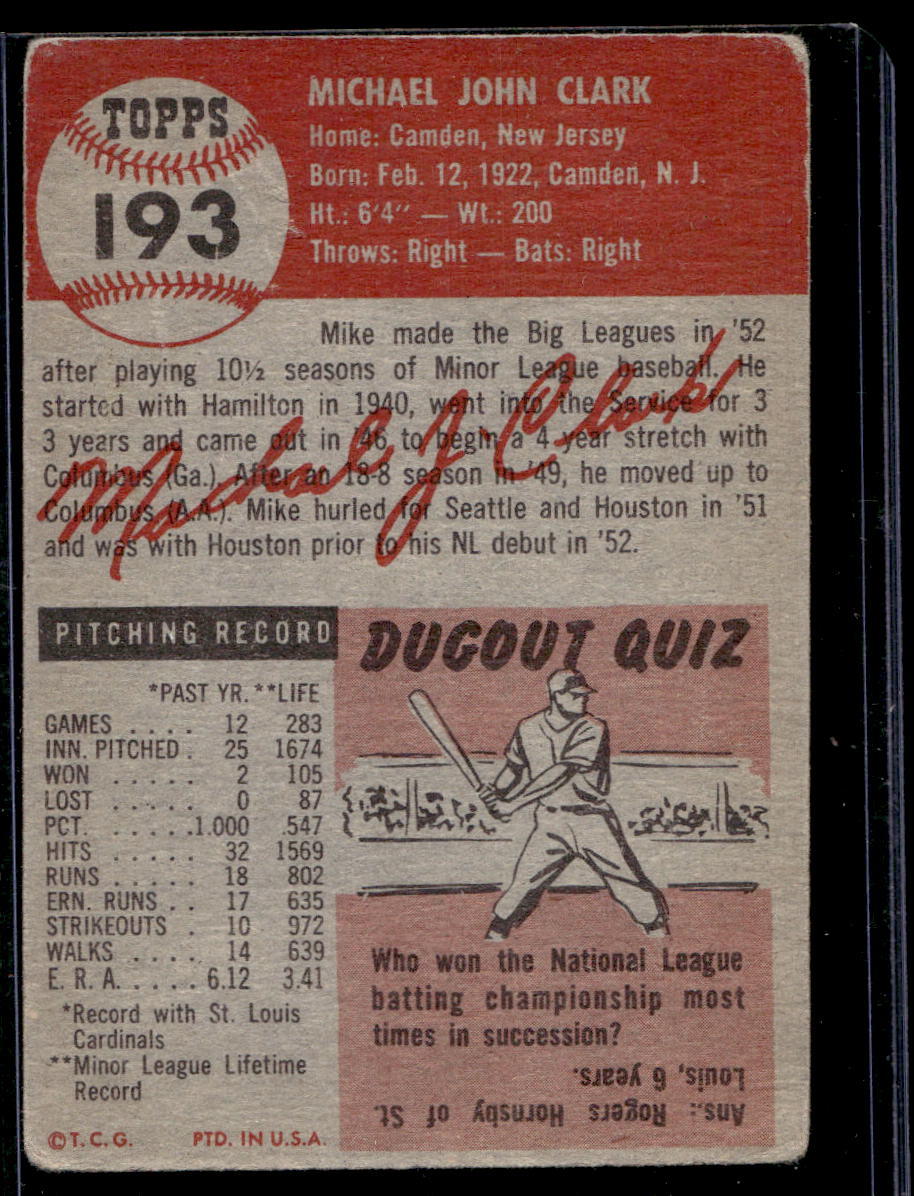 TOPPS
193
MICHAEL JOHN CLARK
Home: Camden, New Jersey
Born: Feb. 12, 1922, Camden, N. J.
Ht.: 6'4" — Wt.: 200
Throws: Right — Bats: Right
Mike made the Big Leagues in '52
after playing 10½ seasons of Minor League baseball. He
started with Hamilton in 1940, went into the Service for 3
3 years and came out in '46 to begin a 4 year stretch with
Columbus (Ga.). After an 18-8 season in '49, he moved up to
Columbus (A.A.). Mike hurled for Seattle and Houston in '51
and was with Houston prior to his NL debut in '52.
Michael J. Clark
PITCHING RECORD
*PAST YR. **LIFE
GAMES . . . . 12 283
INN. PITCHED . 25 1674
WON . . . . . 2 105
LOST . . . . . 0 87
PCT. . . . . .1.000 .547
HITS . . . . . 32 1569
RUNS . . . . . 18 802
ERN. RUNS . . 17 635
STRIKEOUTS . 10 972
WALKS . . . . 14 639
E. R. A. . . . . 6.12 3.41
*Record with St. Louis
Cardinals
**Minor League Lifetime
Record
©T. C. G. PTD. IN U.S.A.
DUGOUT QUIZ
Who won the National League
batting championship most
times in succession?
Ans.: Rogers Hornsby of St.
Louis, 6 years.